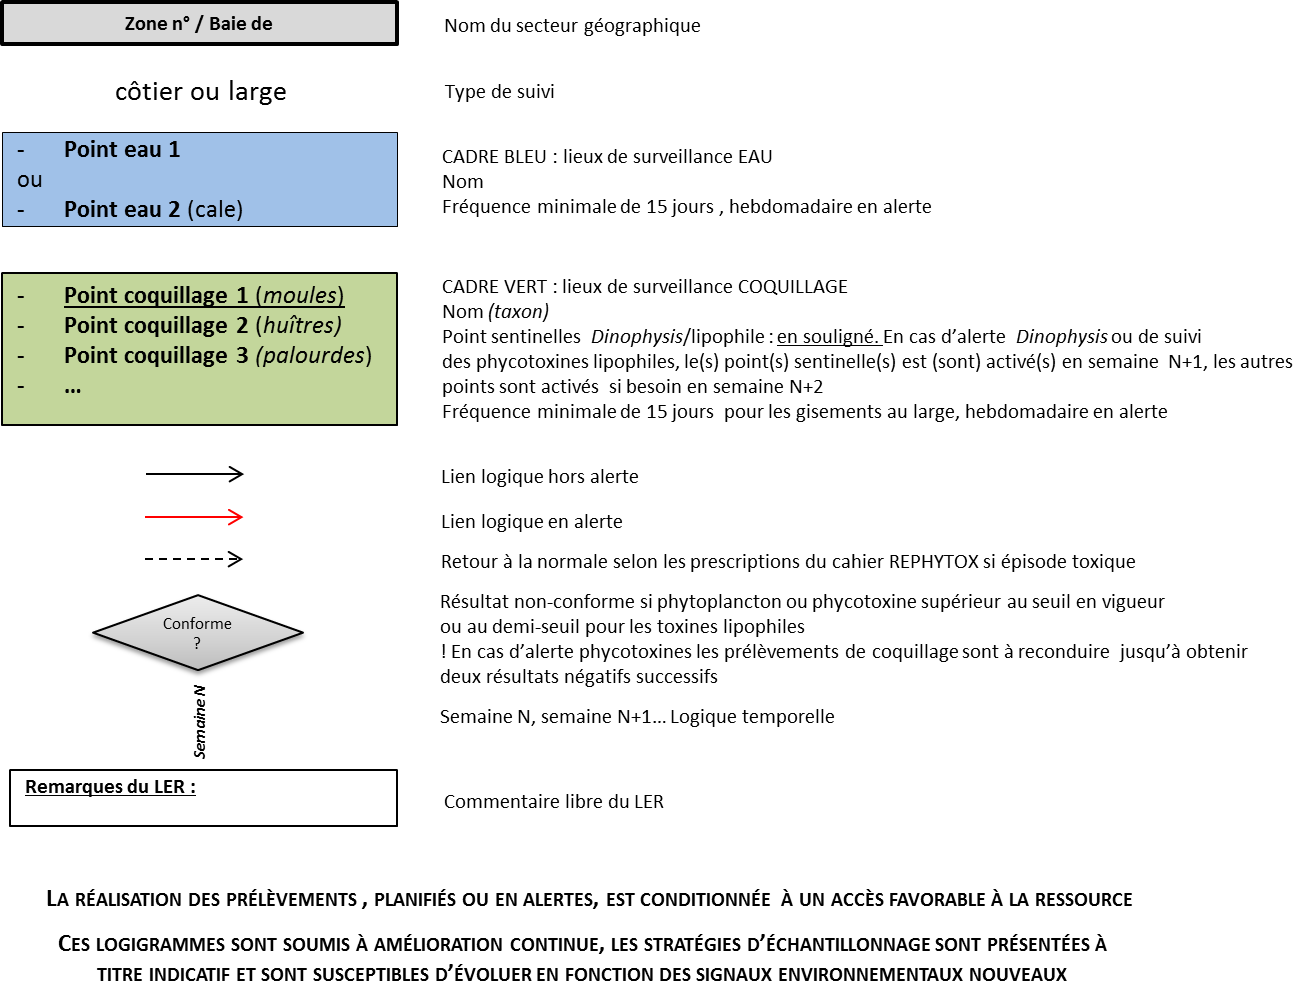 Zone n° / Baie de
Nom du secteur géographique
côtier ou large
Type de suivi
- Point eau 1
ou
- Point eau 2 (cale)
CADRE BLEU : lieux de surveillance EAU
Nom
Fréquence minimale de 15 jours , hebdomadaire en alerte
- Point coquillage 1 (moules)
- Point coquillage 2 (huîtres)
- Point coquillage 3 (palourdes)
- ...
CADRE VERT : lieux de surveillance COQUILLAGE
Nom (taxon)
Point sentinelles Dinophysis/lipophile : en souligné. En cas d'alerte Dinophysis ou de suivi
des phycotoxines lipophiles, le(s) point(s) sentinelle(s) est (sont) activé(s) en semaine N+1, les autres
points sont activés si besoin en semaine N+2
Fréquence minimale de 15 jours pour les gisements au large, hebdomadaire en alerte
Lien logique hors alerte
Lien logique en alerte
Retour à la normale selon les prescriptions du cahier REPHYTOX si épisode toxique
Conforme
?
Résultat non-conforme si phytoplancton ou phycotoxine supérieur au seuil en vigueur
ou au demi-seuil pour les toxines lipophiles
! En cas d'alerte phycotoxines les prélèvements de coquillage sont à reconduire jusqu'à obtenir
deux résultats négatifs successifs
Semaine N
Semaine N, semaine N+1... Logique temporelle
Remarques du LER :
Commentaire libre du LER
LA RÉALISATION DES PRÉLÈVEMENTS , PLANIFIÉS OU EN ALERTES, EST CONDITIONNÉE À UN ACCÈS FAVORABLE À LA RESSOURCE
CES LOGIGRAMMES SONT SOUMIS À AMÉLIORATION CONTINUE, LES STRATÉGIES D'ÉCHANTILLONNAGE SONT PRÉSENTÉES À
TITRE INDICATIF ET SONT SUSCEPTIBLES D'ÉVOLUER EN FONCTION DES SIGNAUX ENVIRONNEMENTAUX NOUVEAUX